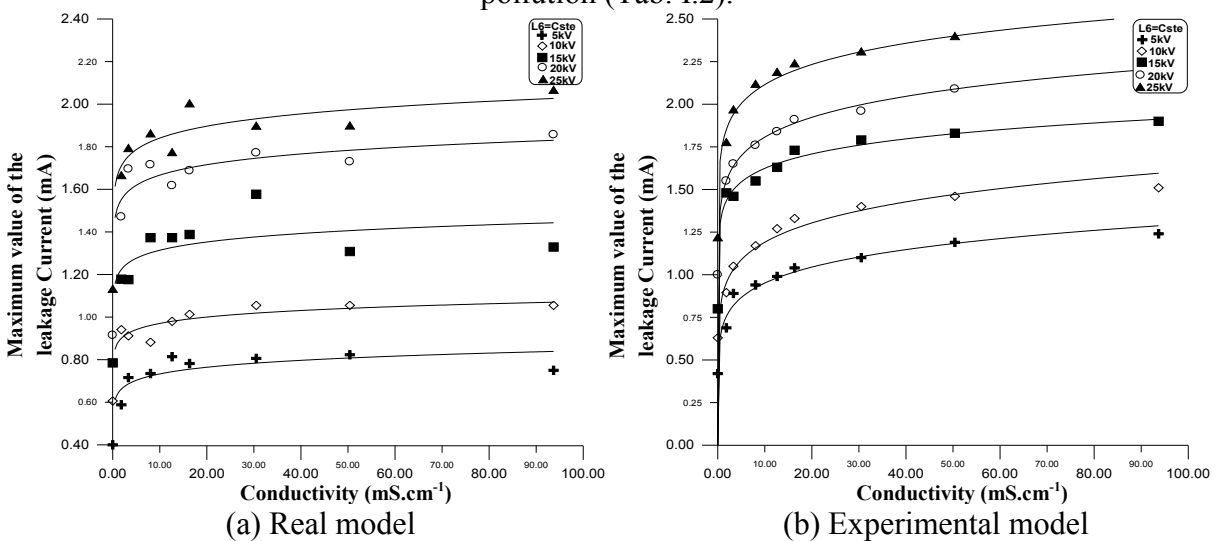 pollution (Tab. I.2).
2.40
2.20
2.00
1.80
1.60
1.40
1.20
1.00
0.80
0.60
0.40
Maximum value of the
leakage Current (mA)
L6=Cste
5kV
10kV
15kV
20kV
25kV
0.00 10.00 20.00 30.00 40.00 50.00 60.00 70.00 80.00 90.00 100.00
Conductivity (mS.cm⁻¹)
(a) Real model
2.50
2.25
2.00
1.75
1.50
1.25
1.00
0.75
0.50
0.25
0.00
Maximum value of the
leakage Current (mA)
L6=Cste
5kV
10kV
15kV
20kV
25kV
0.00 10.00 20.00 30.00 40.00 50.00 60.00 70.00 80.00 90.00 100.00
Conductivity (mS.cm⁻¹)
(b) Experimental model